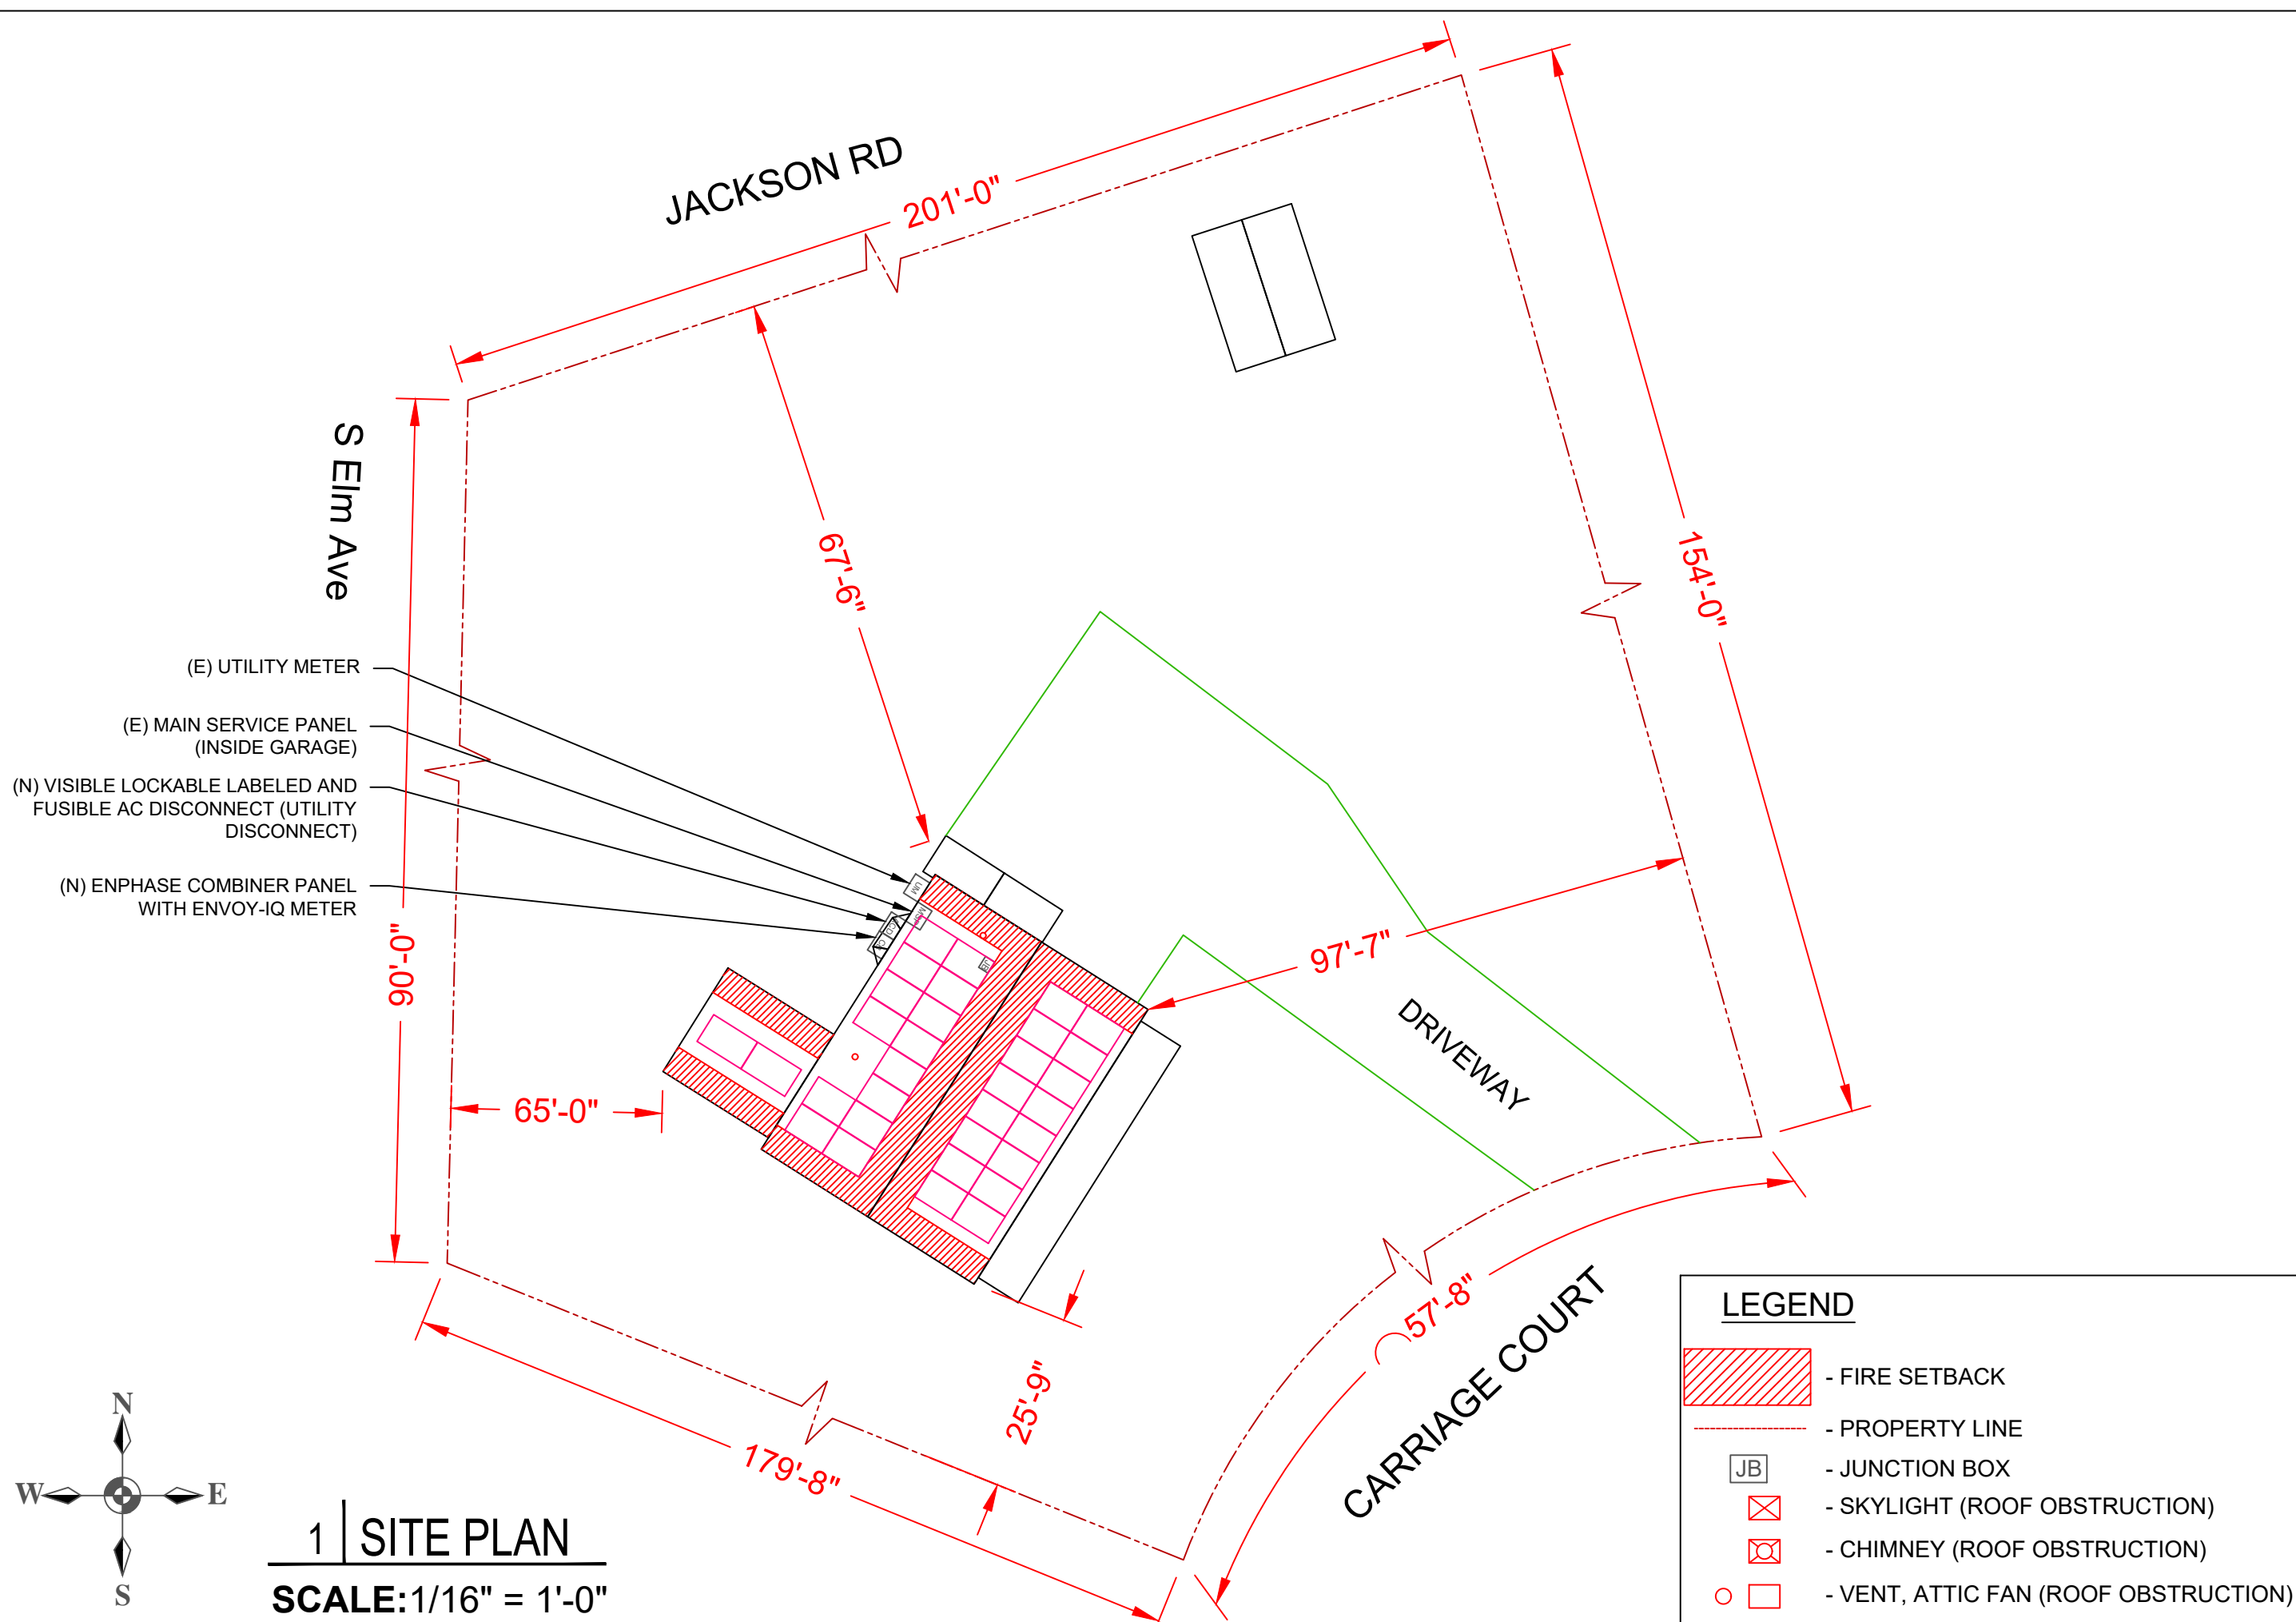 JACKSON RD
201'-0"
S Elm Ave
67'-6"
154'-0"
(E) UTILITY METER
(E) MAIN SERVICE PANEL
(INSIDE GARAGE)
(N) VISIBLE LOCKABLE LABELED AND
FUSIBLE AC DISCONNECT (UTILITY
DISCONNECT)
(N) ENPHASE COMBINER PANEL
WITH ENVOY-IQ METER
UM
JB
90'-0"
97'-7"
DRIVEWAY
65'-0"
57'-8"
CARRIAGE COURT
25'-9"
179'-8"
N
W
E
S
1 SITE PLAN
SCALE:1/16" = 1'-0"
LEGEND
- FIRE SETBACK
- PROPERTY LINE
JB - JUNCTION BOX
- SKYLIGHT (ROOF OBSTRUCTION)
- CHIMNEY (ROOF OBSTRUCTION)
- VENT, ATTIC FAN (ROOF OBSTRUCTION)